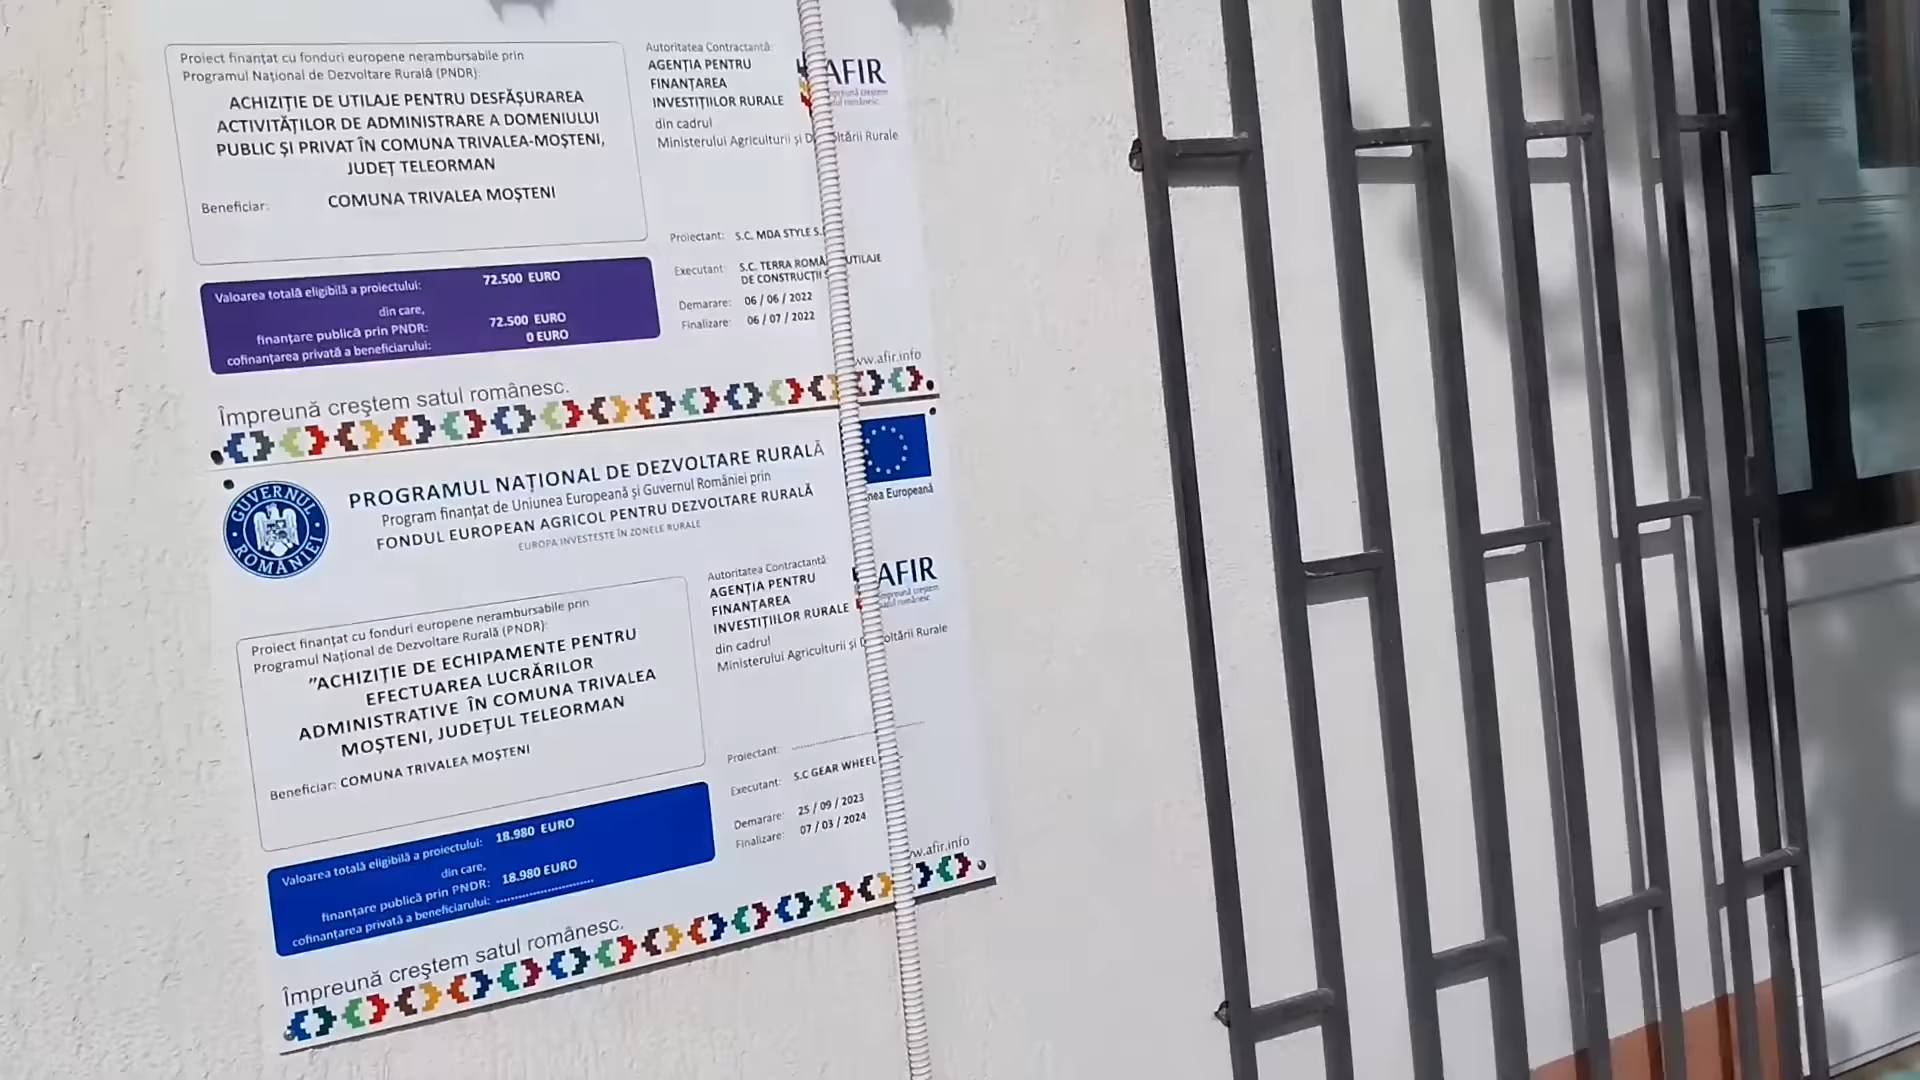 Proiect finanțat cu fonduri europene nerambursabile prin
Programul Național de Dezvoltare Rurală (PNDR):
ACHIZIȚIE DE UTILAJE PENTRU DESFĂȘURAREA
ACTIVITĂȚILOR DE ADMINISTRARE A DOMENIULUI
PUBLIC ȘI PRIVAT ÎN COMUNA TRIVALEA-MOȘTENI,
JUDEȚ TELEORMAN
Beneficiar: COMUNA TRIVALEA MOȘTENI
Autoritatea Contractantă:
AGENȚIA PENTRU
FINANȚAREA
INVESTIȚIILOR RURALE
din cadrul
Ministerului Agriculturii și
Rurale
AFIR
Proiectant: S.C. MDA STYLE
Executant: S.C. TERRA
DE CONSTRUCȚII
Demarare: 06 / 06 / 2022
Finalizare: 06 / 07 / 2022
Valoarea totală eligibilă a proiectului: 72.500 EURO
din care,
finanțare publică prin PNDR: 72.500 EURO
cofinanțarea privată a beneficiarului: 0 EURO
www.afir.info
Împreună creștem satul românesc.
GUVERNUL ROMÂNIEI
PROGRAMUL NAȚIONAL DE DEZVOLTARE RURALĂ
Program finanțat de Uniunea Europeană și Guvernul României prin
FONDUL EUROPEAN AGRICOL PENTRU DEZVOLTARE RURALĂ
EUROPA INVESTEȘTE ÎN ZONELE RURALE
Europeană
Proiect finanțat cu fonduri europene nerambursabile prin
Programul Național de Dezvoltare Rurală (PNDR):
”ACHIZIȚIE DE ECHIPAMENTE PENTRU
EFECTUAREA LUCRĂRILOR
ADMINISTRATIVE ÎN COMUNA TRIVALEA
MOȘTENI, JUDEȚUL TELEORMAN
Beneficiar: COMUNA TRIVALEA MOȘTENI
Autoritatea Contractantă
AGENȚIA PENTRU
FINANȚAREA
INVESTIȚIILOR RURALE
din cadrul
Ministerului Agriculturii și
Rurale
AFIR
Proiectant:
Executant: S.C GEAR WHEEL
Demarare: 25 / 09 / 2023
Finalizare: 07 / 03 / 2024
Valoarea totală eligibilă a proiectului: 18.980 EURO
din care,
finanțare publică prin PNDR: 18.980 EURO
cofinanțarea privată a beneficiarului:
.afir.info
Împreună creștem satul românesc.